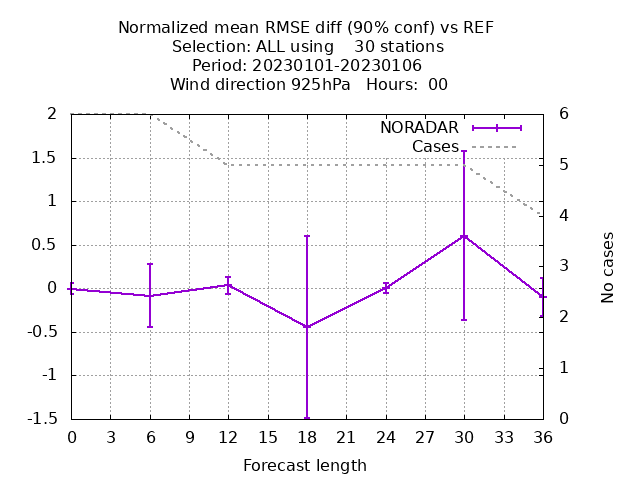 Normalized mean RMSE diff (90% conf) vs REF
Selection: ALL using    30 stations
Period: 20230101-20230106
Wind direction 925hPa   Hours:  00
NORADAR
Cases
2
1.5
1
0.5
0
-0.5
-1
-1.5
6
5
4
3
2
1
0
No cases
0 3 6 9 12 15 18 21 24 27 30 33 36
Forecast length